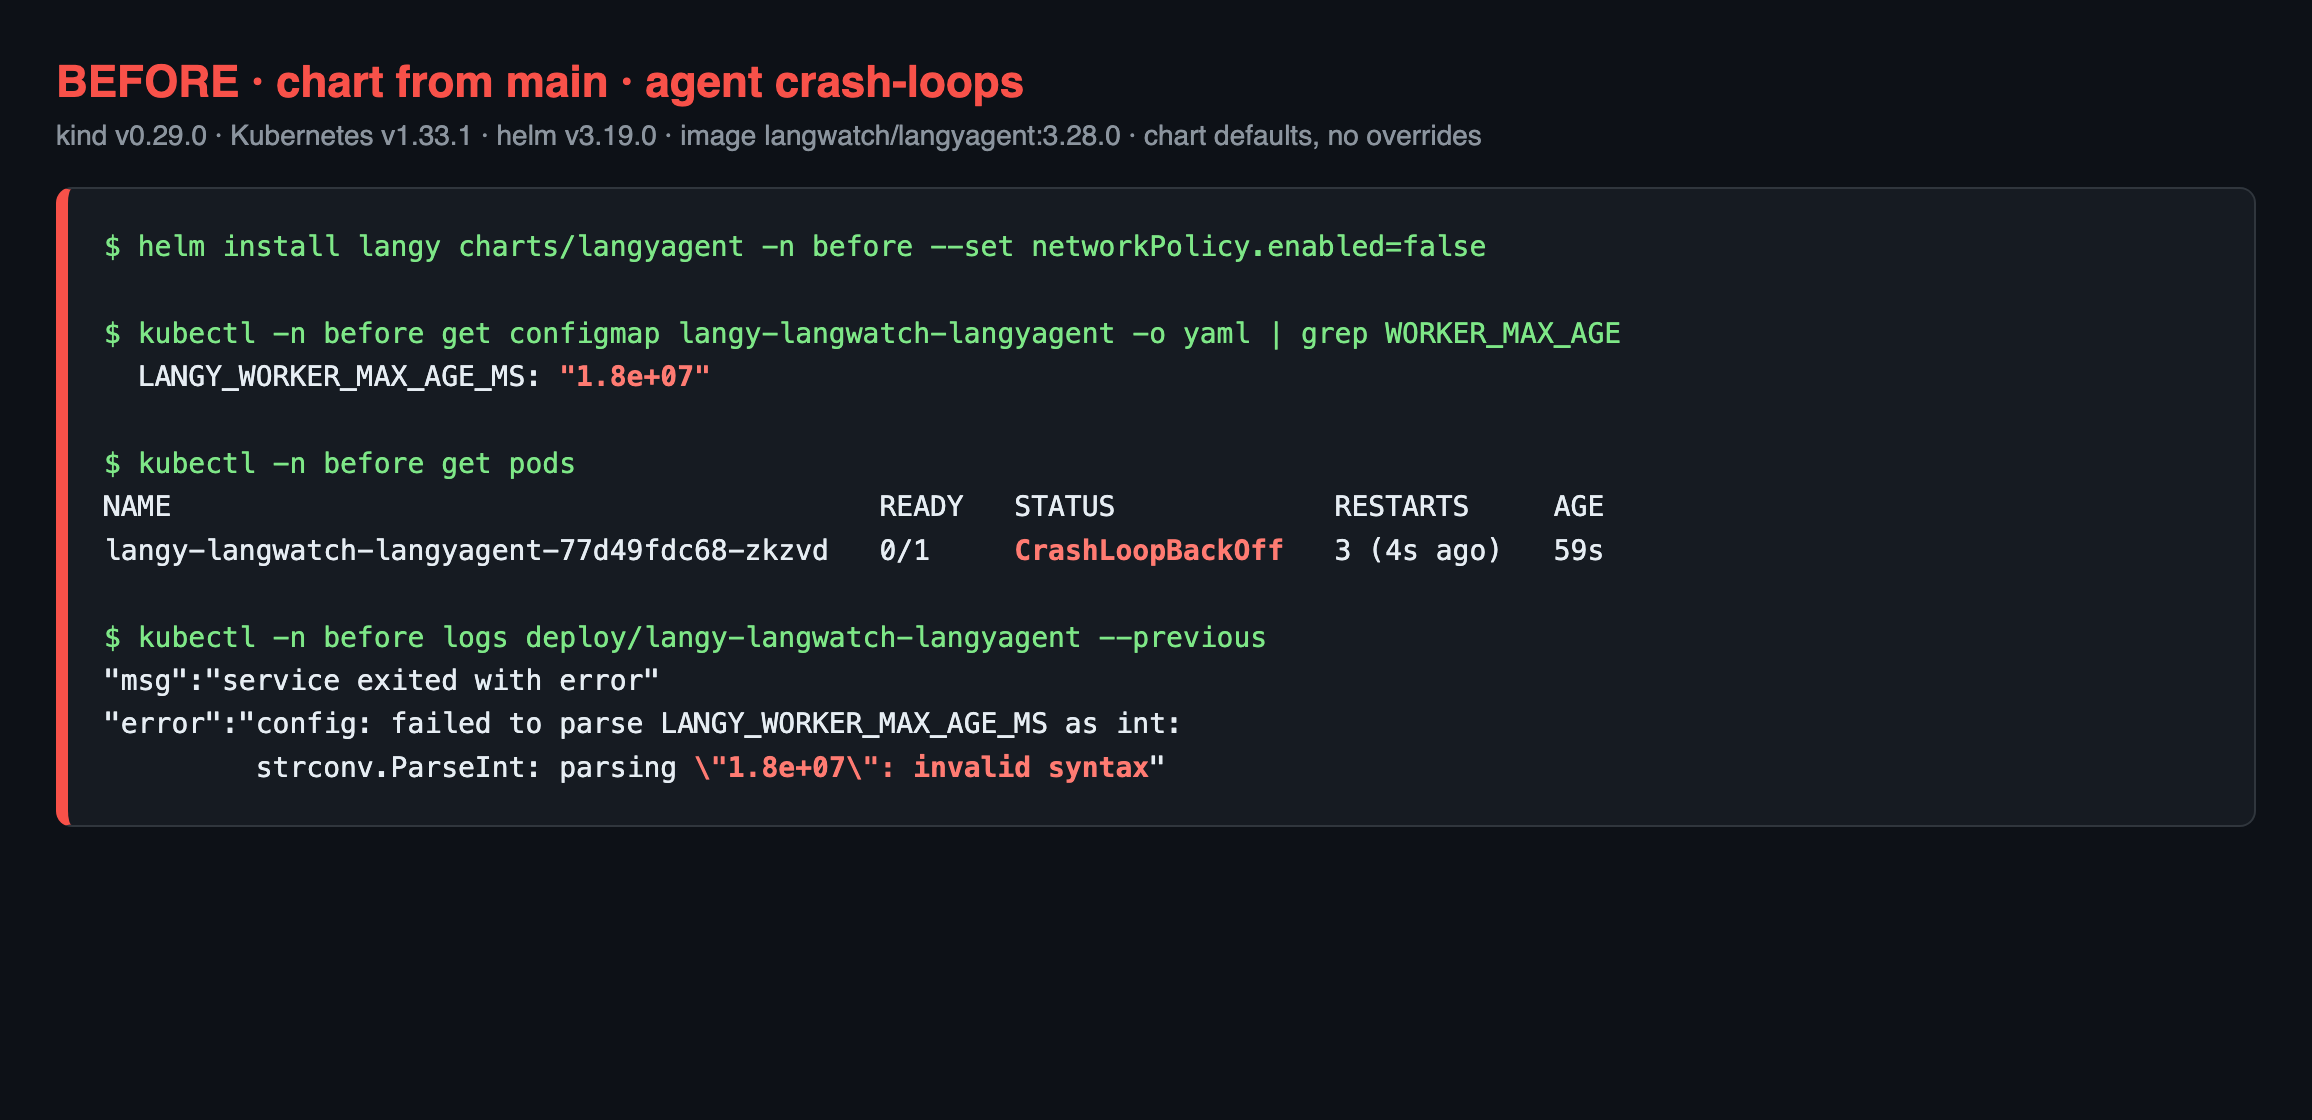 BEFORE · chart from main · agent crash-loops
kind v0.29.0 · Kubernetes v1.33.1 · helm v3.19.0 · image langwatch/langyagent:3.28.0 · chart defaults, no overrides
$ helm install langy charts/langyagent -n before --set networkPolicy.enabled=false
$ kubectl -n before get configmap langy-langwatch-langyagent -o yaml | grep WORKER_MAX_AGE
LANGY_WORKER_MAX_AGE_MS: "1.8e+07"
$ kubectl -n before get pods
NAME READY STATUS RESTARTS AGE
langy-langwatch-langyagent-77d49fdc68-zkzvd 0/1 CrashLoopBackOff 3 (4s ago) 59s
$ kubectl -n before logs deploy/langy-langwatch-langyagent --previous
"msg":"service exited with error"
"error":"config: failed to parse LANGY_WORKER_MAX_AGE_MS as int:
strconv.ParseInt: parsing \"1.8e+07\": invalid syntax"